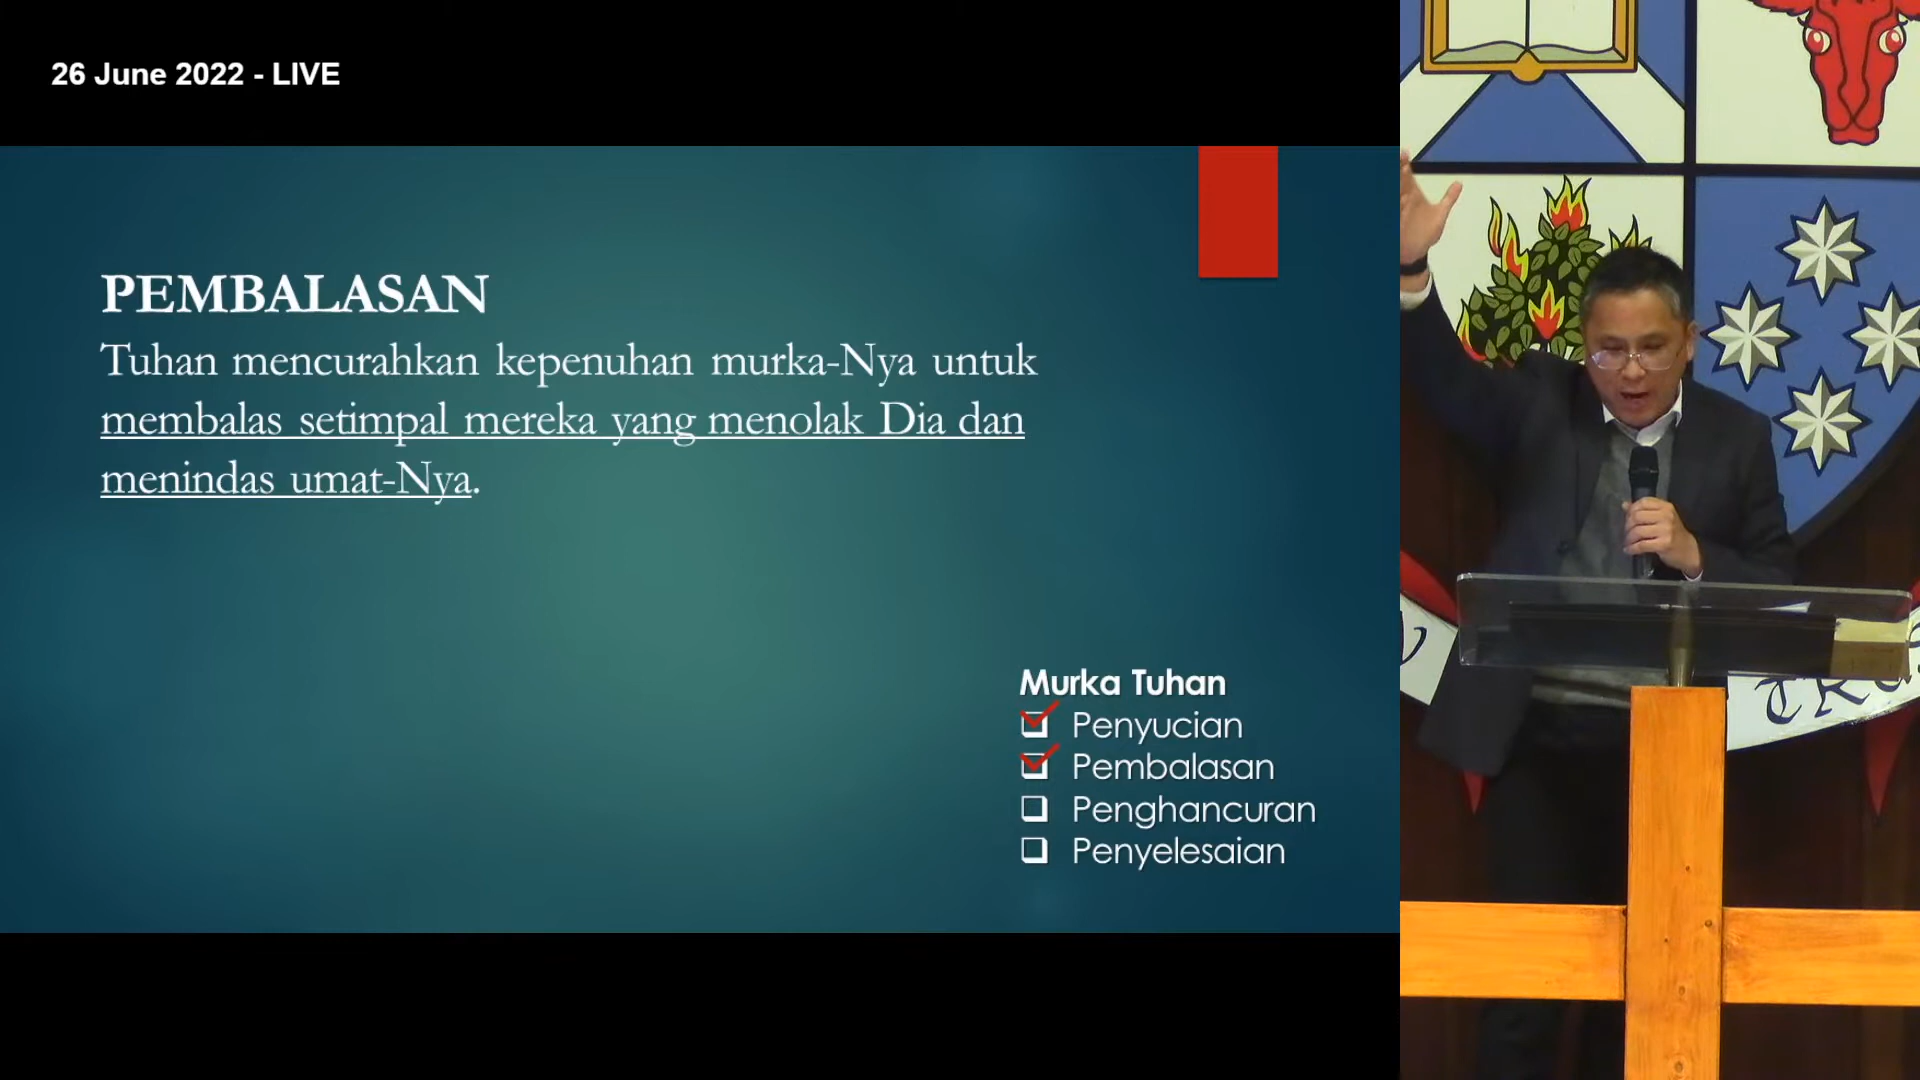 26 June 2022 - LIVE
PEMBALASAN
Tuhan mencurahkan kepenuhan murka-Nya untuk
membalas setimpal mereka yang menolak Dia dan
menindas umat-Nya.
Murka Tuhan
Penyucian
Pembalasan
Penghancuran
Penyelesaian